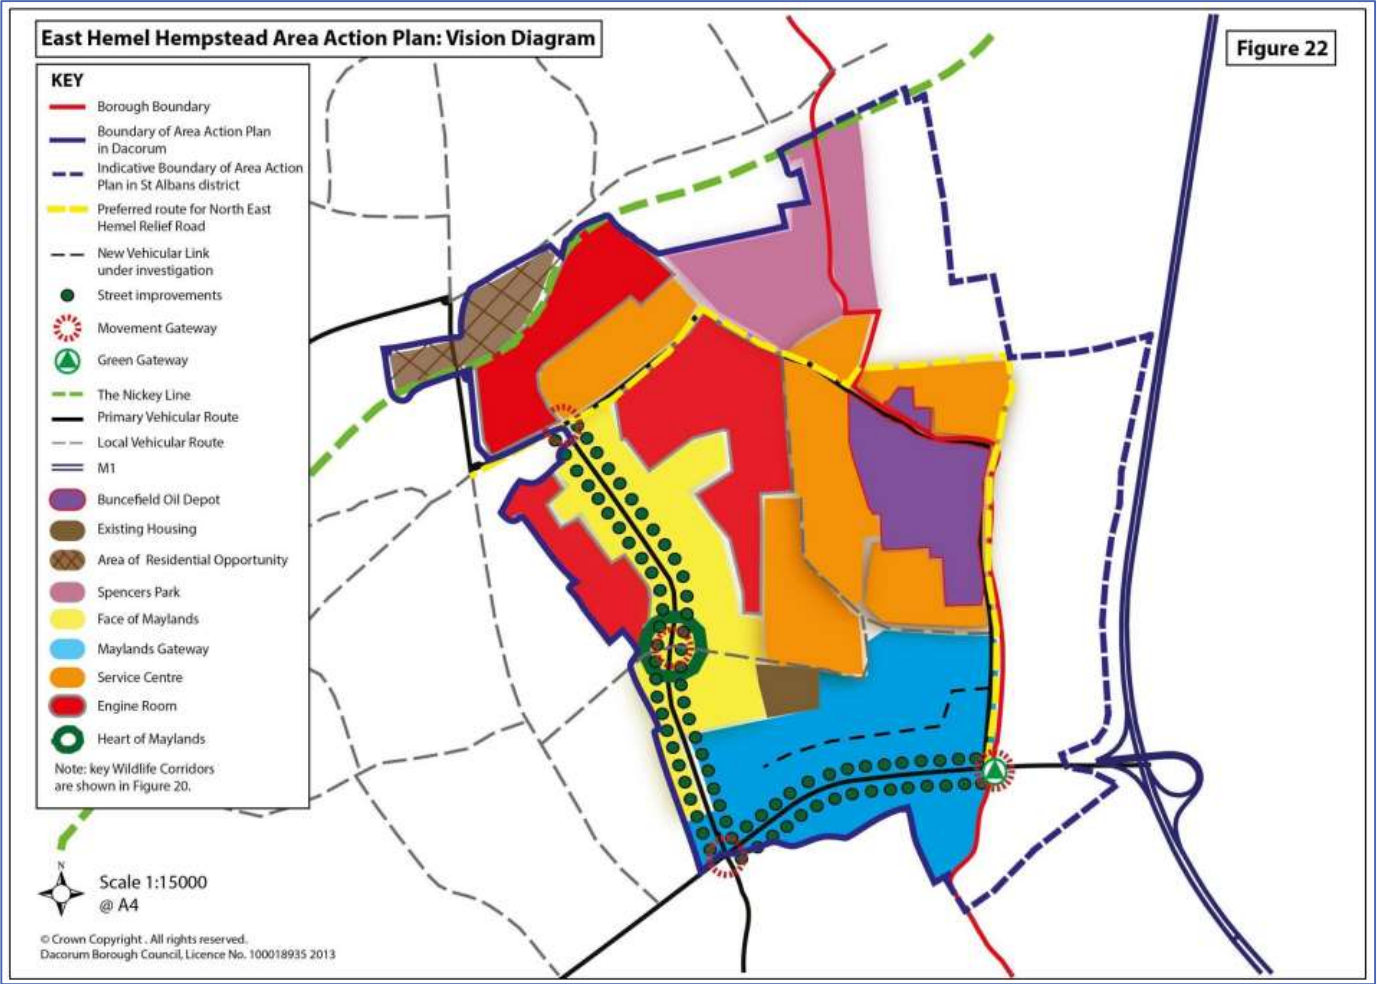 East Hemel Hempstead Area Action Plan: Vision Diagram
Figure 22
KEY
Borough Boundary
Boundary of Area Action Plan
in Dacorum
Indicative Boundary of Area Action
Plan in St Albans district
Preferred route for North East
Hemel Relief Road
New Vehicular Link
under investigation
Street improvements
Movement Gateway
Green Gateway
The Nickey Line
Primary Vehicular Route
Local Vehicular Route
M1
Buncefield Oil Depot
Existing Housing
Area of Residential Opportunity
Spencers Park
Face of Maylands
Maylands Gateway
Service Centre
Engine Room
Heart of Maylands
Note: key Wildlife Corridors
are shown in Figure 20.
N
Scale 1:15000
@ A4
© Crown Copyright . All rights reserved.
Dacorum Borough Council, Licence No. 100018935 2013